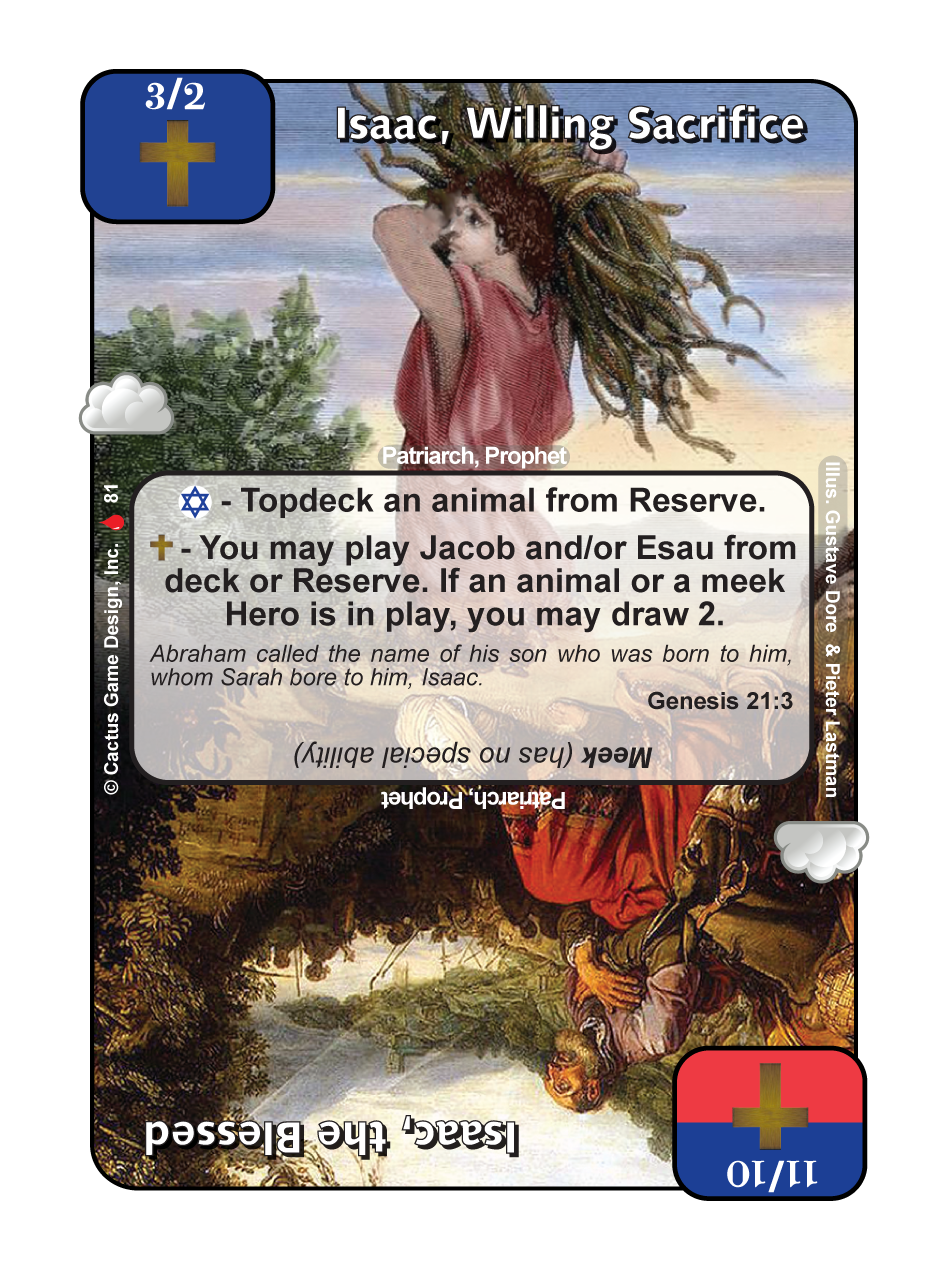 3/2
Isaac, Willing Sacrifice
Patriarch, Prophet
- Topdeck an animal from Reserve.
- You may play Jacob and/or Esau from
deck or Reserve. If an animal or a meek
Hero is in play, you may draw 2.
Abraham called the name of his son who was born to him,
whom Sarah bore to him, Isaac.
Genesis 21:3
© Cactus Game Design, Inc. 81
Illus. Gustave Dore & Pieter Lastman
Meek (has no special ability)
Patriarch, Prophet
Isaac, the Blessed
11/10